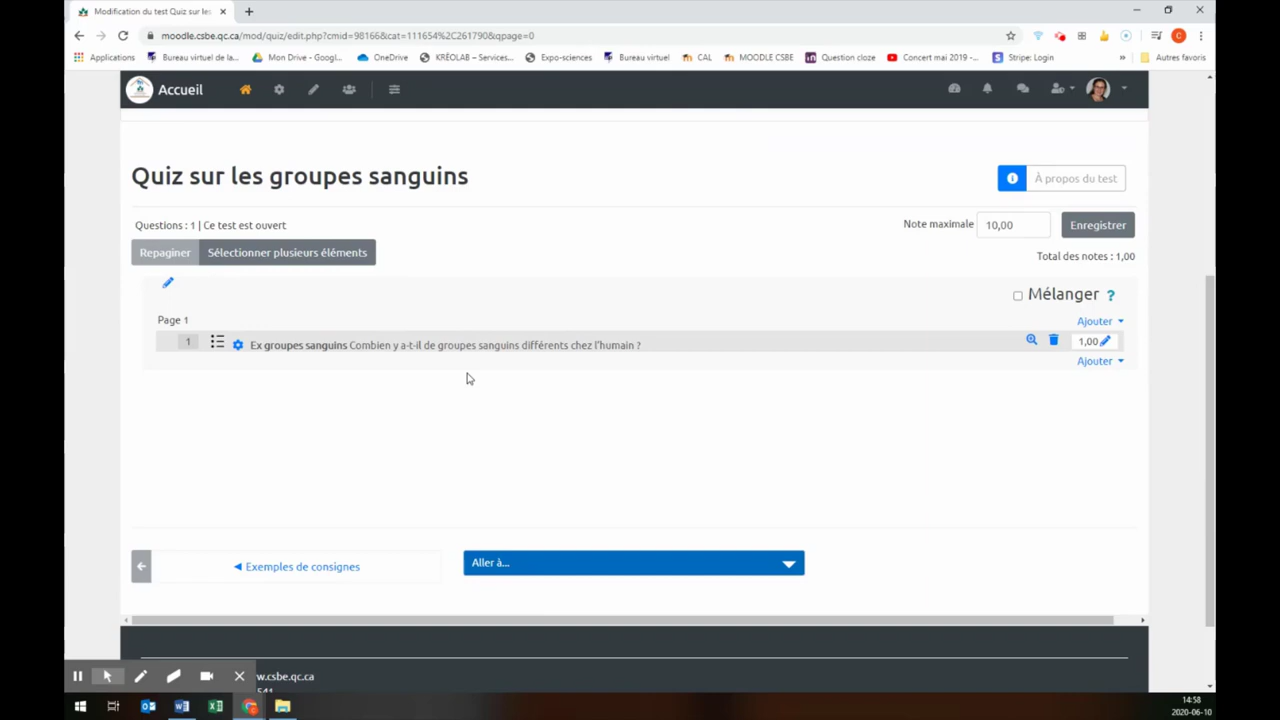 Modification du test Quiz sur les
moodle.csbe.qc.ca/mod/quiz/edit.php?cmid=98166&cat=111654%2C261790&qpage=0
Applications
Bureau virtuel de la...
Mon Drive - Googl...
OneDrive
KRÉOLAB – Services...
Expo-sciences
Bureau virtuel
CAL
MOODLE CSBE
Question cloze
Concert mai 2019 -...
Stripe: Login
»
Autres favoris
Accueil
Quiz sur les groupes sanguins
À propos du test
Questions : 1 | Ce test est ouvert
Note maximale 10,00 Enregistrer
Repaginer Sélectionner plusieurs éléments
Total des notes : 1,00
Mélanger ?
Page 1
Ajouter
1 Ex groupes sanguins Combien y a-t-il de groupes sanguins différents chez l'humain ? 1,00
Ajouter
◄ Exemples de consignes
Aller à...
w.csbe.qc.ca
14:58
2020-06-10